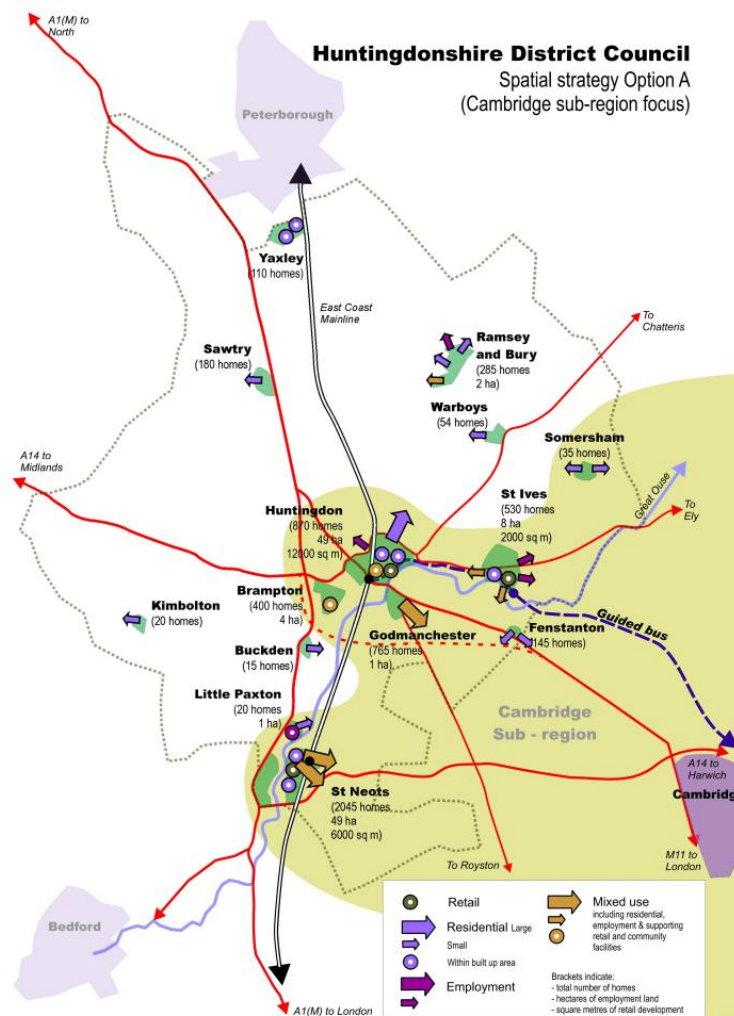 A1(M) to
North
Huntingdonshire District Council
Spatial strategy Option A
(Cambridge sub-region focus)
Peterborough
Yaxley
(110 homes)
East Coast
Mainline
To
Chatteris
Sawtry
(180 homes)
Ramsey
and Bury
(285 homes
2 ha)
Warboys
(54 homes)
Somersham
(35 homes)
A14 to
Midlands
Great Ouse
To
Ely
St Ives
(530 homes
8 ha
2000 sq m)
Huntingdon
(870 homes
49 ha
12000 sq m)
Brampton
(400 homes
4 ha)
Kimbolton
(20 homes)
Godmanchester
(765 homes
1 ha)
Fenstanton
(145 homes)
Guided bus
Buckden
(15 homes)
Little Paxton
(20 homes
1 ha)
Cambridge
Sub - region
St Neots
(2045 homes
49 ha
6000 sq m)
A14 to
Harwich
Cambridg
To Royston
M11 to
London
Bedford
A1(M) to London
Retail
Residential Large
Small
Within built up area
Employment
Mixed use
including residential,
employment & supporting
retail and community
facilities
Brackets indicate:
- total number of homes
- hectares of employment land
- square metres of retail development